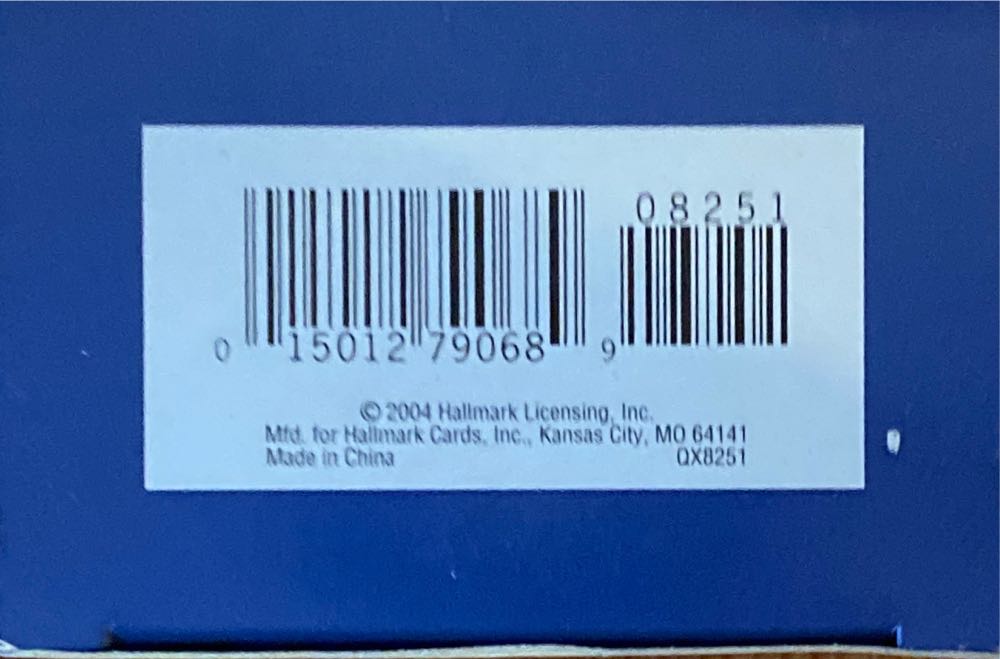 08251
0 15012 79068 9
© 2004 Hallmark Licensing, Inc.
Mfd. for Hallmark Cards, Inc., Kansas City, MO 64141
Made in China QX8251